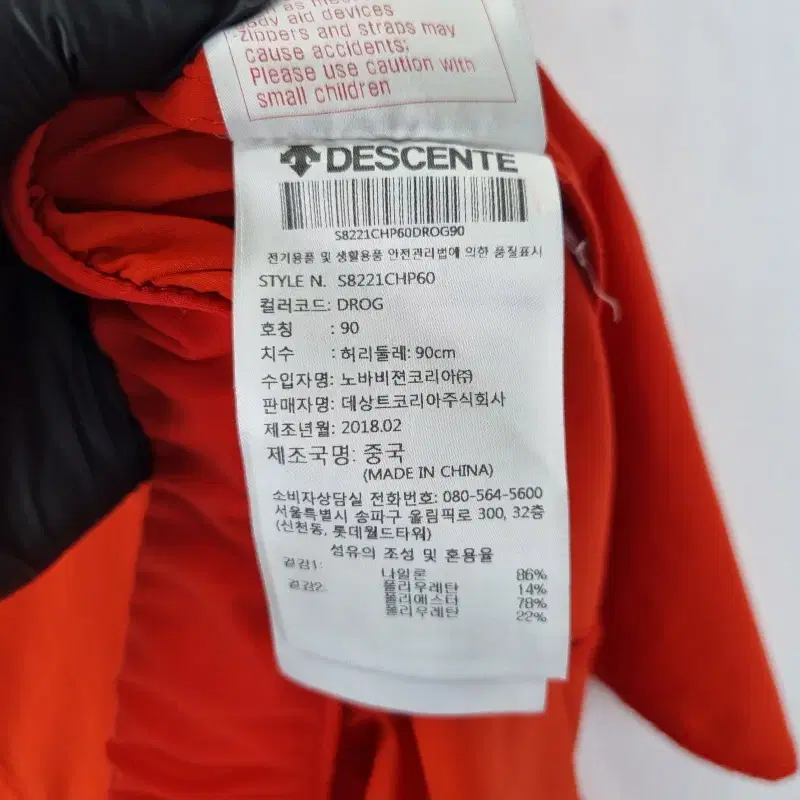 body aid devices
zippers and straps may
cause accidents;
Please use caution with
small children
DESCENTE
S8221CHP60DROG90
전기용품 및 생활용품 안전관리법에 의한 품질표시
STYLE N. S8221CHP60
컬러코드: DROG
호칭 : 90
치수 : 허리둘레: 90cm
수입자명: 노바비젼코리아㈜
판매자명: 데상트코리아주식회사
제조년월: 2018.02
제조국명: 중국
(MADE IN CHINA)
소비자상담실 전화번호: 080-564-5600
서울특별시 송파구 올림픽로 300, 32층
(신천동, 롯데월드타워)
섬유의 조성 및 혼용율
겉감1: 나일론 86%
폴리우레탄 14%
겉감2: 폴리에스타 78%
폴리우레탄 22%